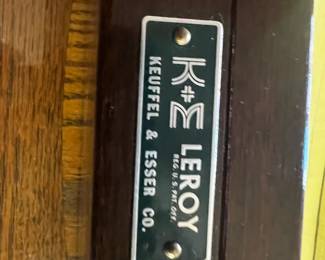 K+E LEROY
REG. U.S. PAT. OFF.
KEUFFEL & ESSER CO.